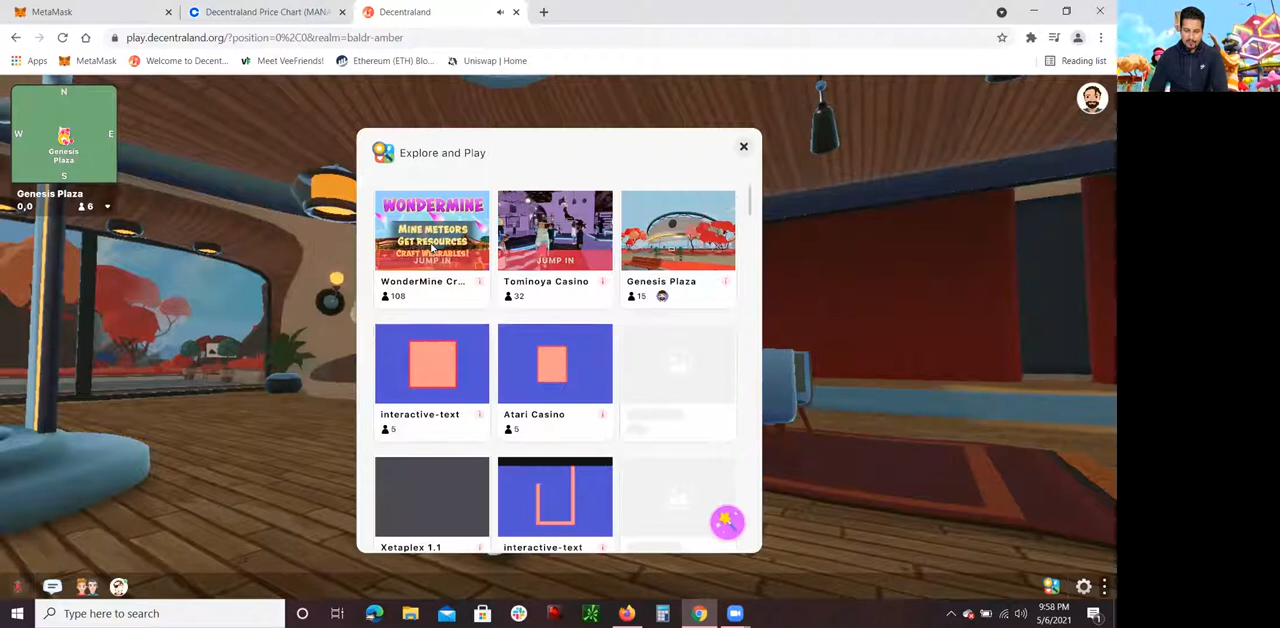 MetaMask
Decentraland Price Chart (MAN
Decentraland
play.decentraland.org/?position=0%2C0&realm=baldr-amber
Apps
MetaMask
Welcome to Decent...
Meet VeeFriends!
Ethereum (ETH) Blo...
Uniswap | Home
Reading list
N
W
E
Genesis
Plaza
S
Genesis Plaza
0,0
6
Explore and Play
WONDERMINE
MINE METEORS
GET RESOURCES
CRAFT WEARABLES!
JUMP IN
JUMP IN
WonderMine Cr...
Tominoya Casino
Genesis Plaza
108
32
15
interactive-text
Atari Casino
5
5
Xetaplex 1.1
interactive-text
Type here to search
9:58 PM
5/6/2021
1